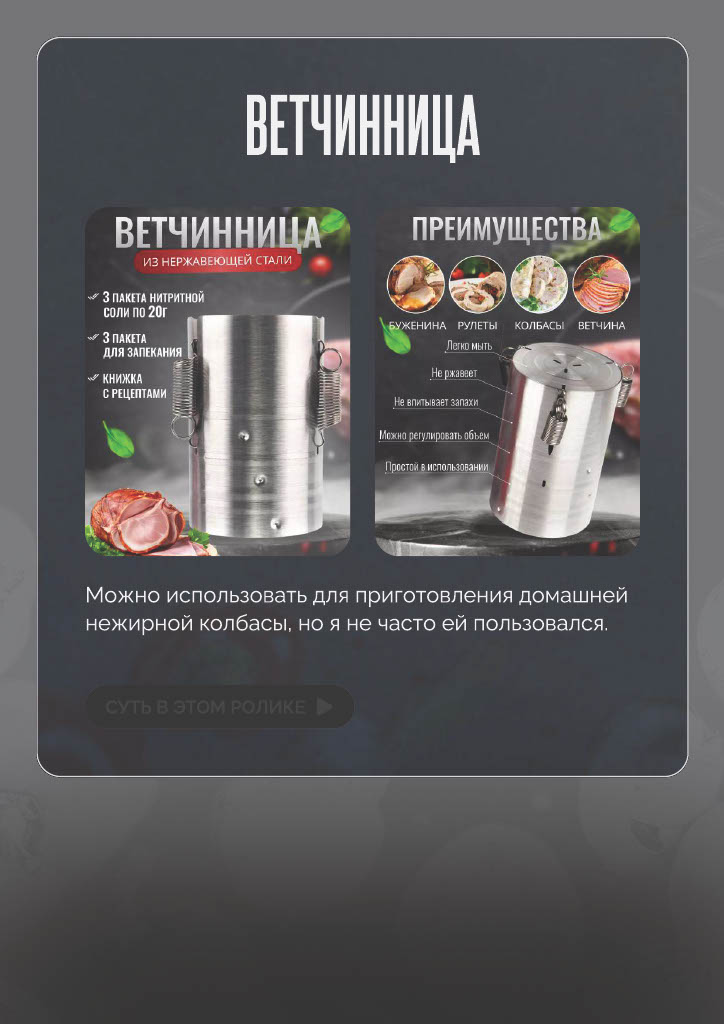 ВЕТЧИННИЦА
ВЕТЧИННИЦА
ИЗ НЕРЖАВЕЮЩЕЙ СТАЛИ
3 ПАКЕТА НИТРИТНОЙ
СОЛИ ПО 20Г
3 ПАКЕТА
ДЛЯ ЗАПЕКАНИЯ
КНИЖКА
С РЕЦЕПТАМИ
ПРЕИМУЩЕСТВА
БУЖЕНИНА РУЛЕТЫ КОЛБАСЫ ВЕТЧИНА
Легко мыть
Не ржавеет
Не впитывает запахи
Можно регулировать объем
Простой в использовании
Можно использовать для приготовления домашней
нежирной колбасы, но я не часто ей пользовался.
СУТЬ В ЭТОМ РОЛИКЕ